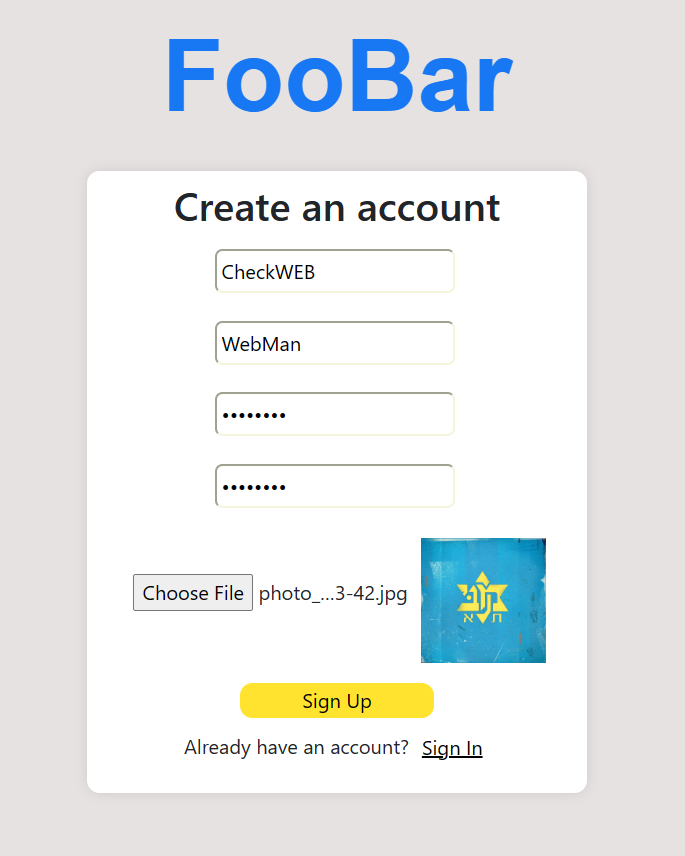 FooBar
Create an account
CheckWEB
WebMan
••••••••
••••••••
Choose File photo_...3-42.jpg
ת א
Sign Up
Already have an account? Sign In